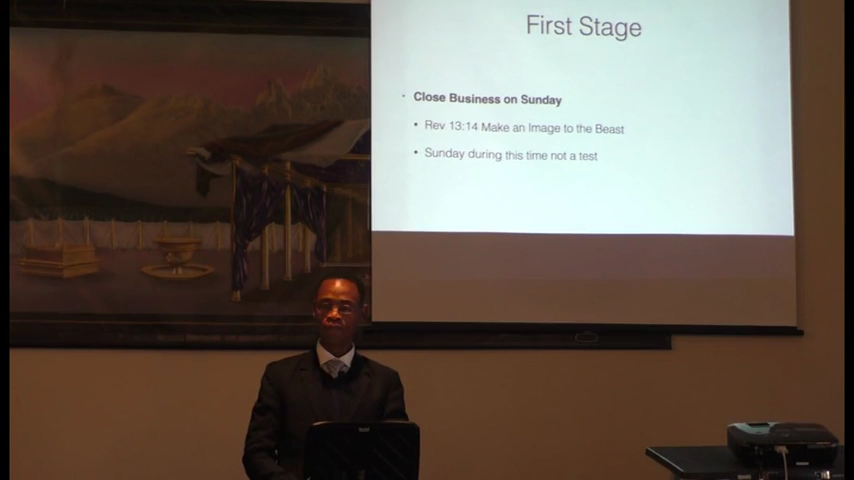 First Stage
• Close Business on Sunday
• Rev 13:14 Make an Image to the Beast
• Sunday during this time not a test